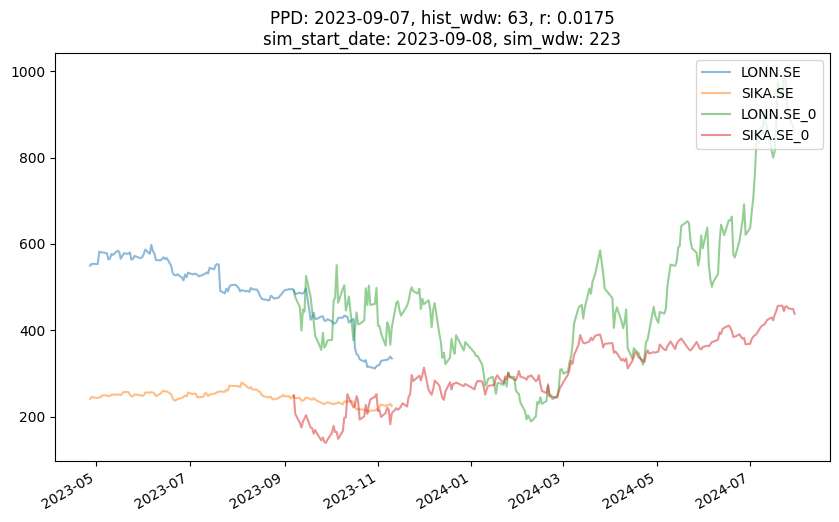 PPD: 2023-09-07, hist_wdw: 63, r: 0.0175
sim_start_date: 2023-09-08, sim_wdw: 223
LONN.SE
SIKA.SE
LONN.SE_0
SIKA.SE_0
1000
800
600
400
200
2023-05
2023-07
2023-09
2023-11
2024-01
2024-03
2024-05
2024-07